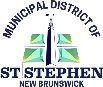 MUNICIPAL DISTRICT OF
ST STEPHEN
NEW BRUNSWICK